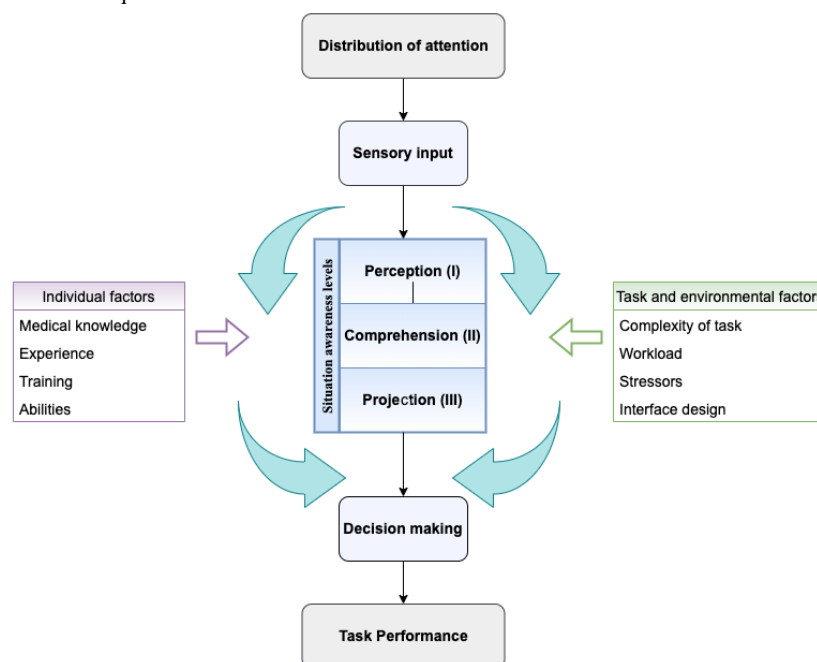 Distribution of attention
Sensory input
Situation awareness levels
Perception (I)
Comprehension (II)
Projection (III)
Individual factors
Medical knowledge
Experience
Training
Abilities
Task and environmental factors
Complexity of task
Workload
Stressors
Interface design
Decision making
Task Performance